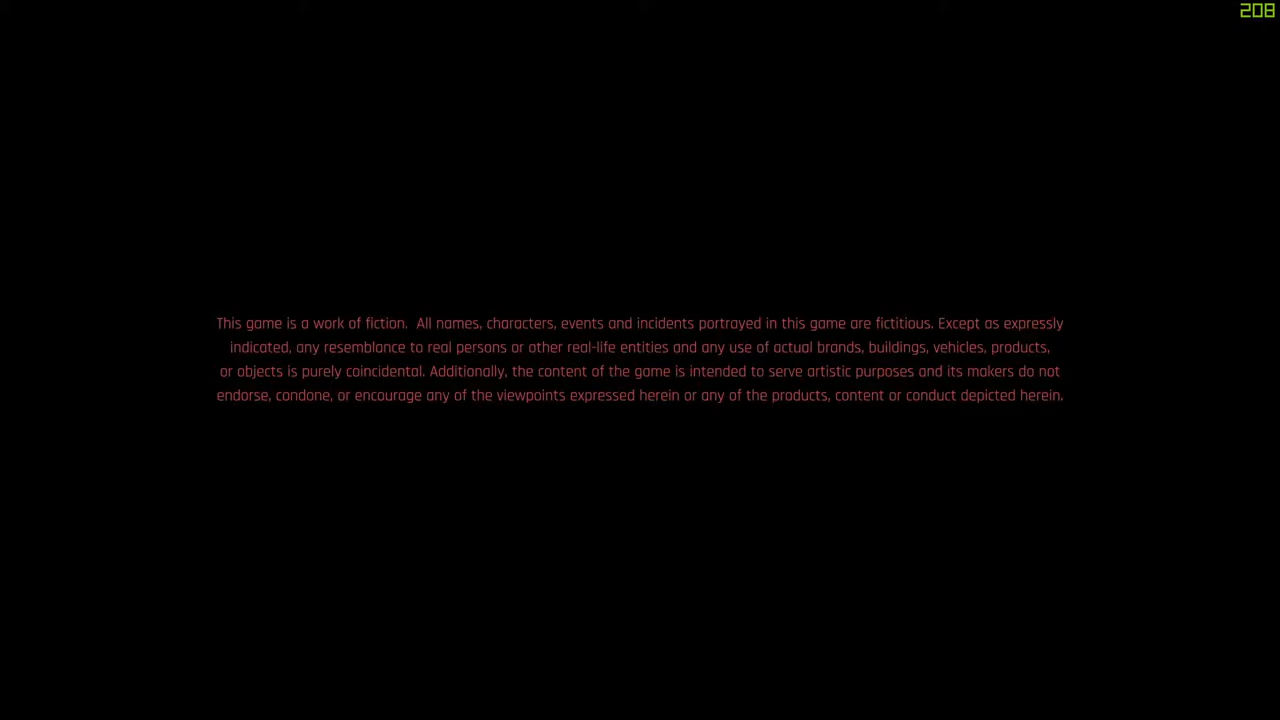 208
This game is a work of fiction.  All names, characters, events and incidents portrayed in this game are fictitious. Except as expressly
indicated, any resemblance to real persons or other real-life entities and any use of actual brands, buildings, vehicles, products,
or objects is purely coincidental. Additionally, the content of the game is intended to serve artistic purposes and its makers do not
endorse, condone, or encourage any of the viewpoints expressed herein or any of the products, content or conduct depicted herein.